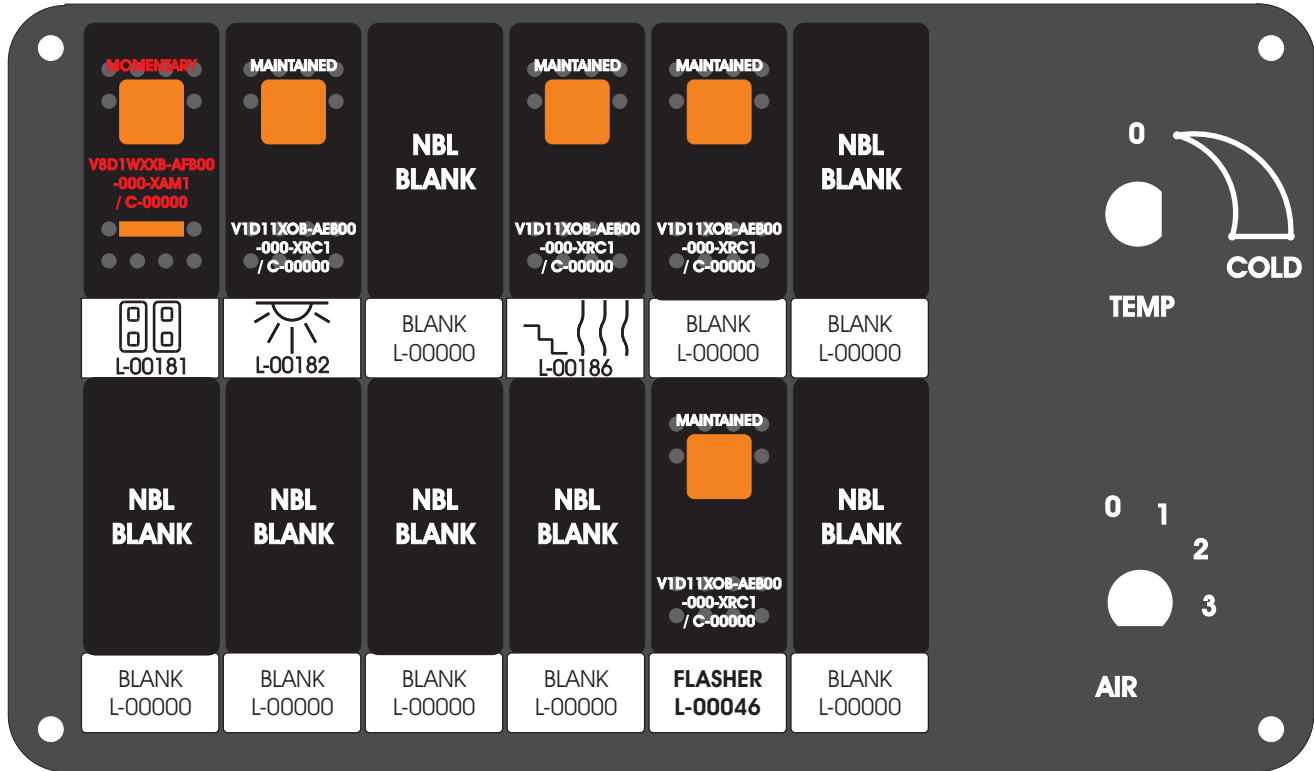 MOMENTARY
V8D1WXXB-AFB00
-000-XAM1
/ C-00000
L-00181
MAINTAINED
V1D11XOB-AEB00
-000-XRC1
/ C-00000
L-00182
NBL
BLANK
BLANK
L-00000
MAINTAINED
V1D11XOB-AEB00
-000-XRC1
/ C-00000
L-00186
MAINTAINED
V1D11XOB-AEB00
-000-XRC1
/ C-00000
BLANK
L-00000
NBL
BLANK
BLANK
L-00000
NBL
BLANK
BLANK
L-00000
NBL
BLANK
BLANK
L-00000
NBL
BLANK
BLANK
L-00000
NBL
BLANK
BLANK
L-00000
MAINTAINED
V1D11XOB-AEB00
-000-XRC1
/ C-00000
FLASHER
L-00046
NBL
BLANK
BLANK
L-00000
0
COLD
TEMP
0
1
2
3
AIR